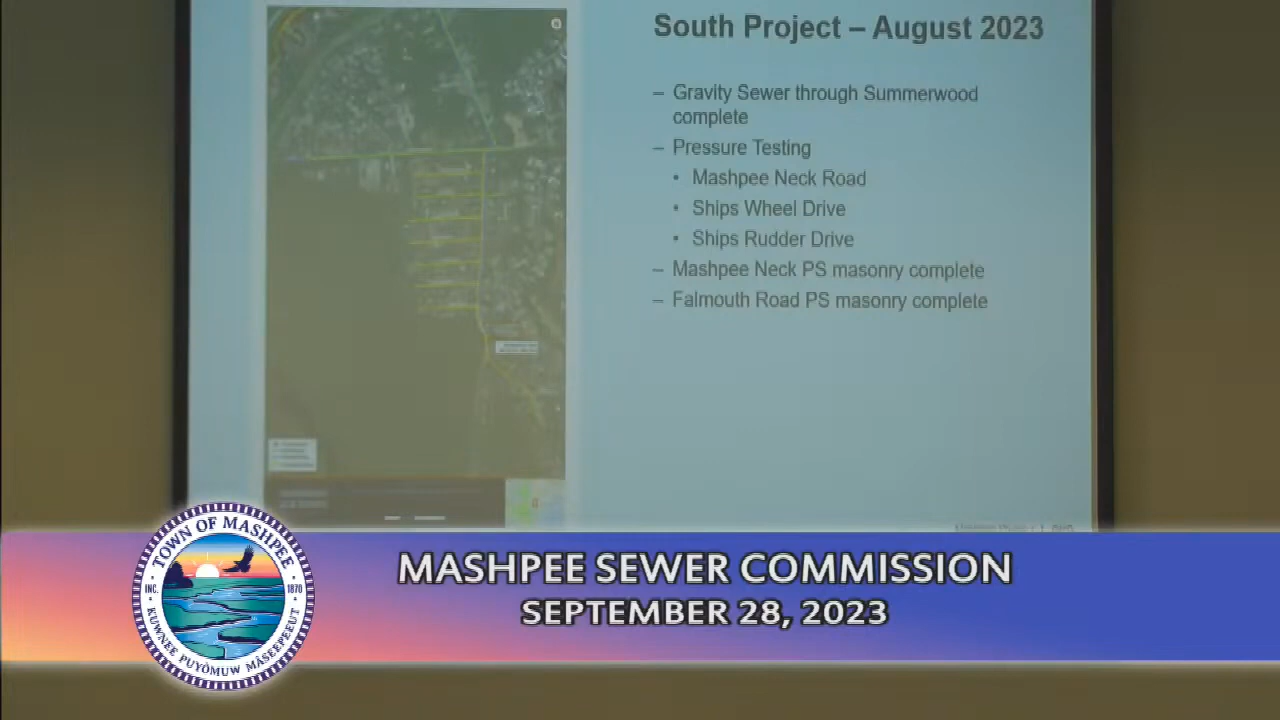 South Project – August 2023
– Gravity Sewer through Summerwood
complete
– Pressure Testing
• Mashpee Neck Road
• Ships Wheel Drive
• Ships Rudder Drive
– Mashpee Neck PS masonry complete
– Falmouth Road PS masonry complete
TOWN OF MASHPEE
INC. 1870
KUWNEE PUYÔMUW MÂSEEPEEUT
MASHPEE SEWER COMMISSION
SEPTEMBER 28, 2023